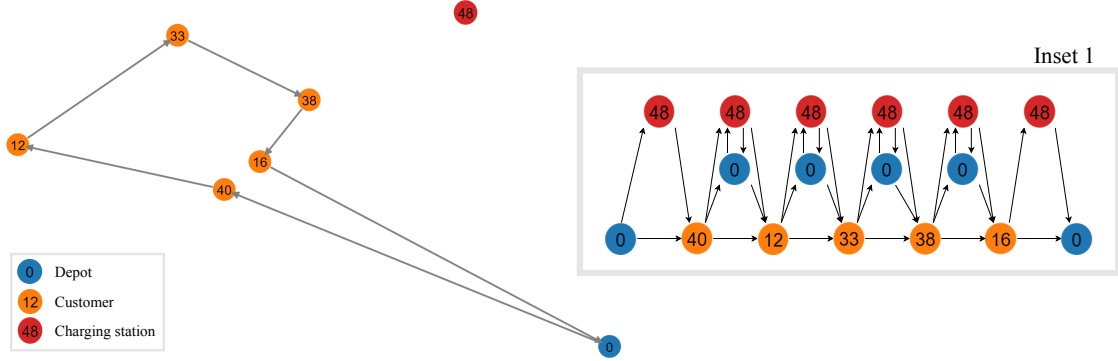 48
33
38
12
16
40
0
0 Depot
12 Customer
48 Charging station
Inset 1
48 48 48 48 48 48
0 0 0 0
0 40 12 33 38 16 0